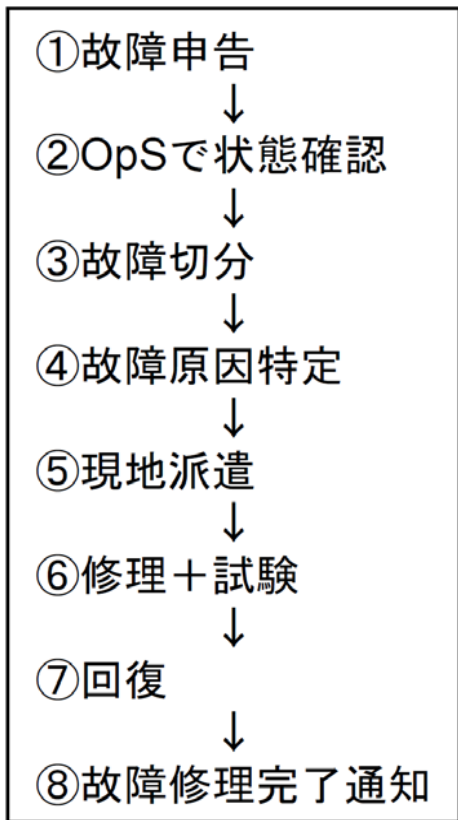 ①故障申告
↓
②OpSで状態確認
↓
③故障切分
↓
④故障原因特定
↓
⑤現地派遣
↓
⑥修理＋試験
↓
⑦回復
↓
⑧故障修理完了通知